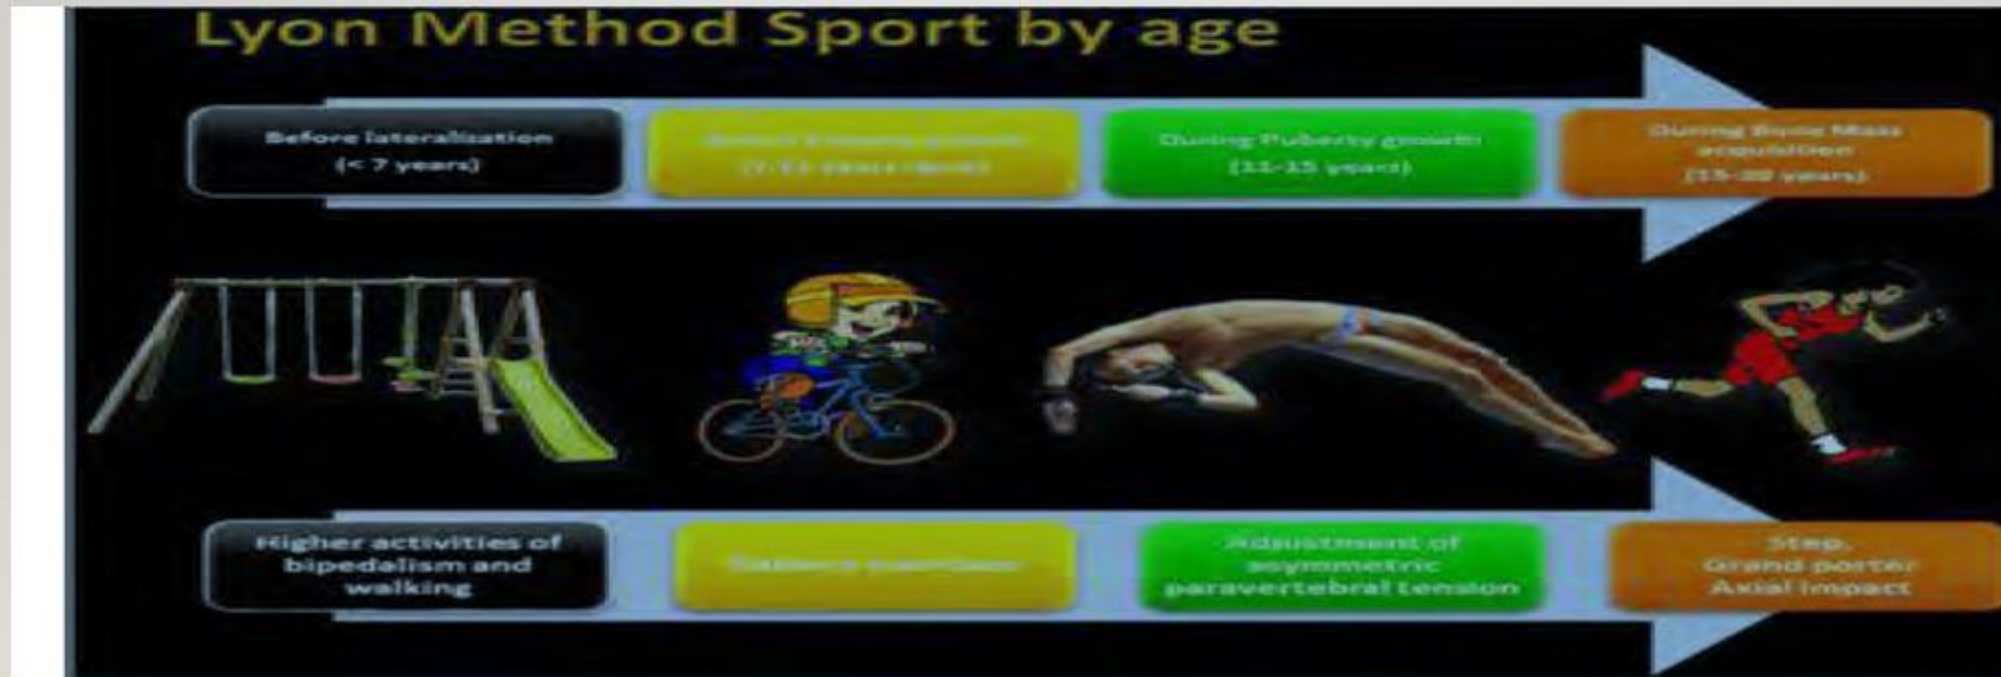 Lyon Method Sport by age
Before lateralization
(< 7 years)
During Puberty growth
(11-15 years)
During Bone Mass
acquisition
(15-20 years)
Higher activities of
bipedalism and
walking
Adjustment of
asymmetric
paravertebral tension
Step,
Grand porter
Axial impact